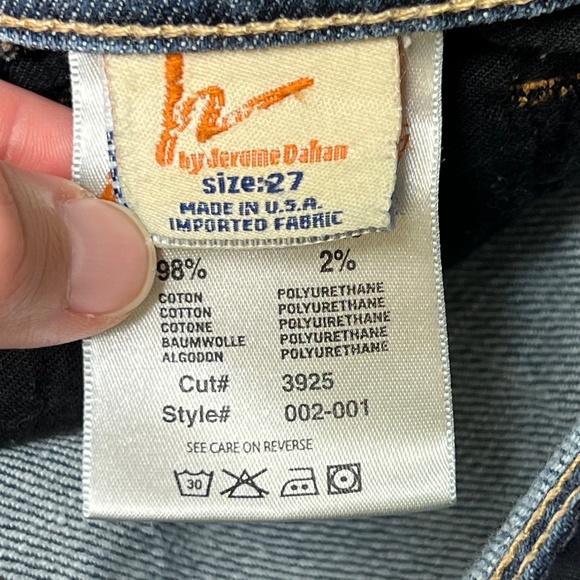 by Jerome Dahan
size:27
MADE IN U.S.A.
IMPORTED FABRIC
98% 2%
COTON POLYURETHANE
COTTON POLYURETHANE
COTONE POLYUIRETHANE
BAUMWOLLE POLYURETHANE
ALGODON POLYURETHANE
Cut# 3925
Style# 002-001
SEE CARE ON REVERSE
30